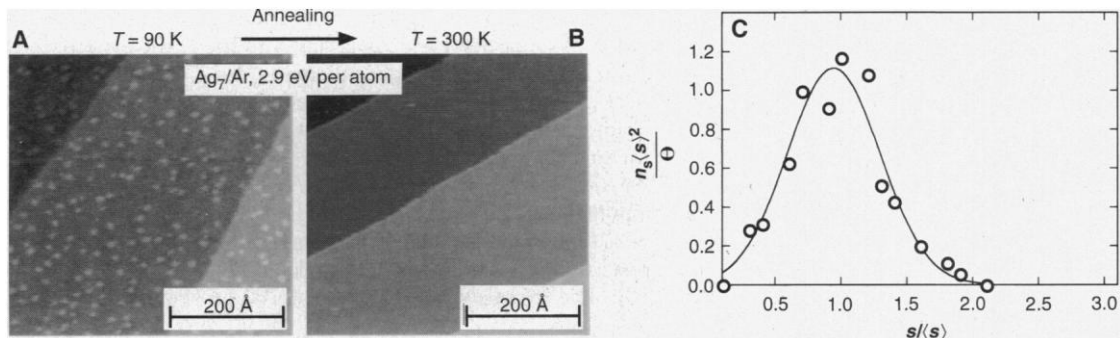 Annealing
A T = 90 K T = 300 K B
Ag₇/Ar, 2.9 eV per atom
200 Å
200 Å
C
1.2
1.0
0.8
0.6
0.4
0.2
0.0
nₛ⟨s⟩²
Θ
0.5 1.0 1.5 2.0 2.5 3.0
s/⟨s⟩